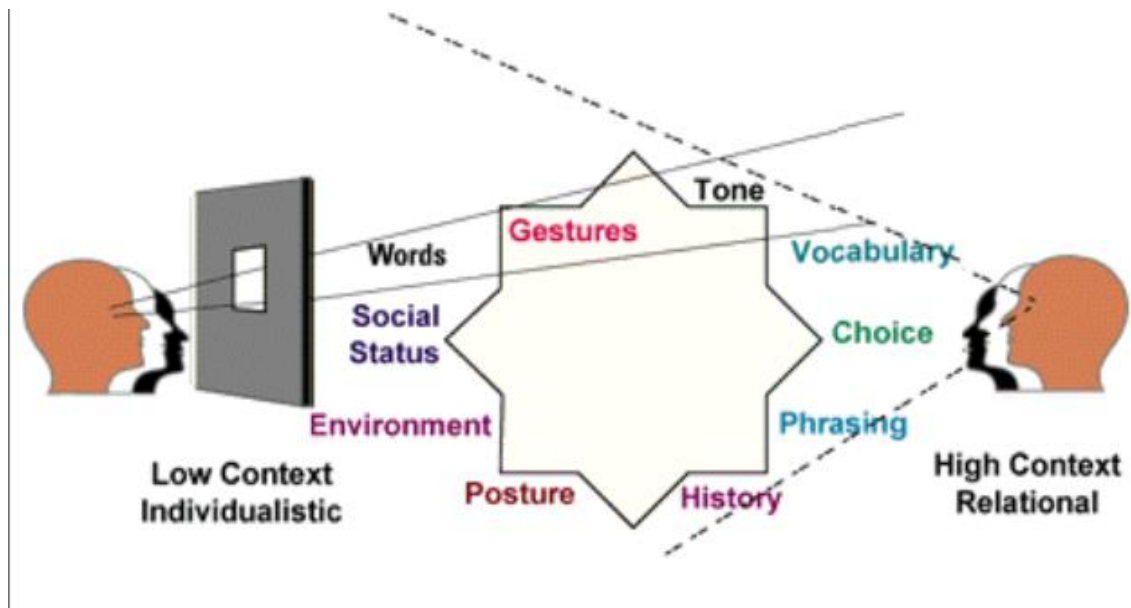 Tone
Gestures
Words
Vocabulary
Social
Status
Choice
Environment
Phrasing
Posture
History
Low Context
Individualistic
High Context
Relational